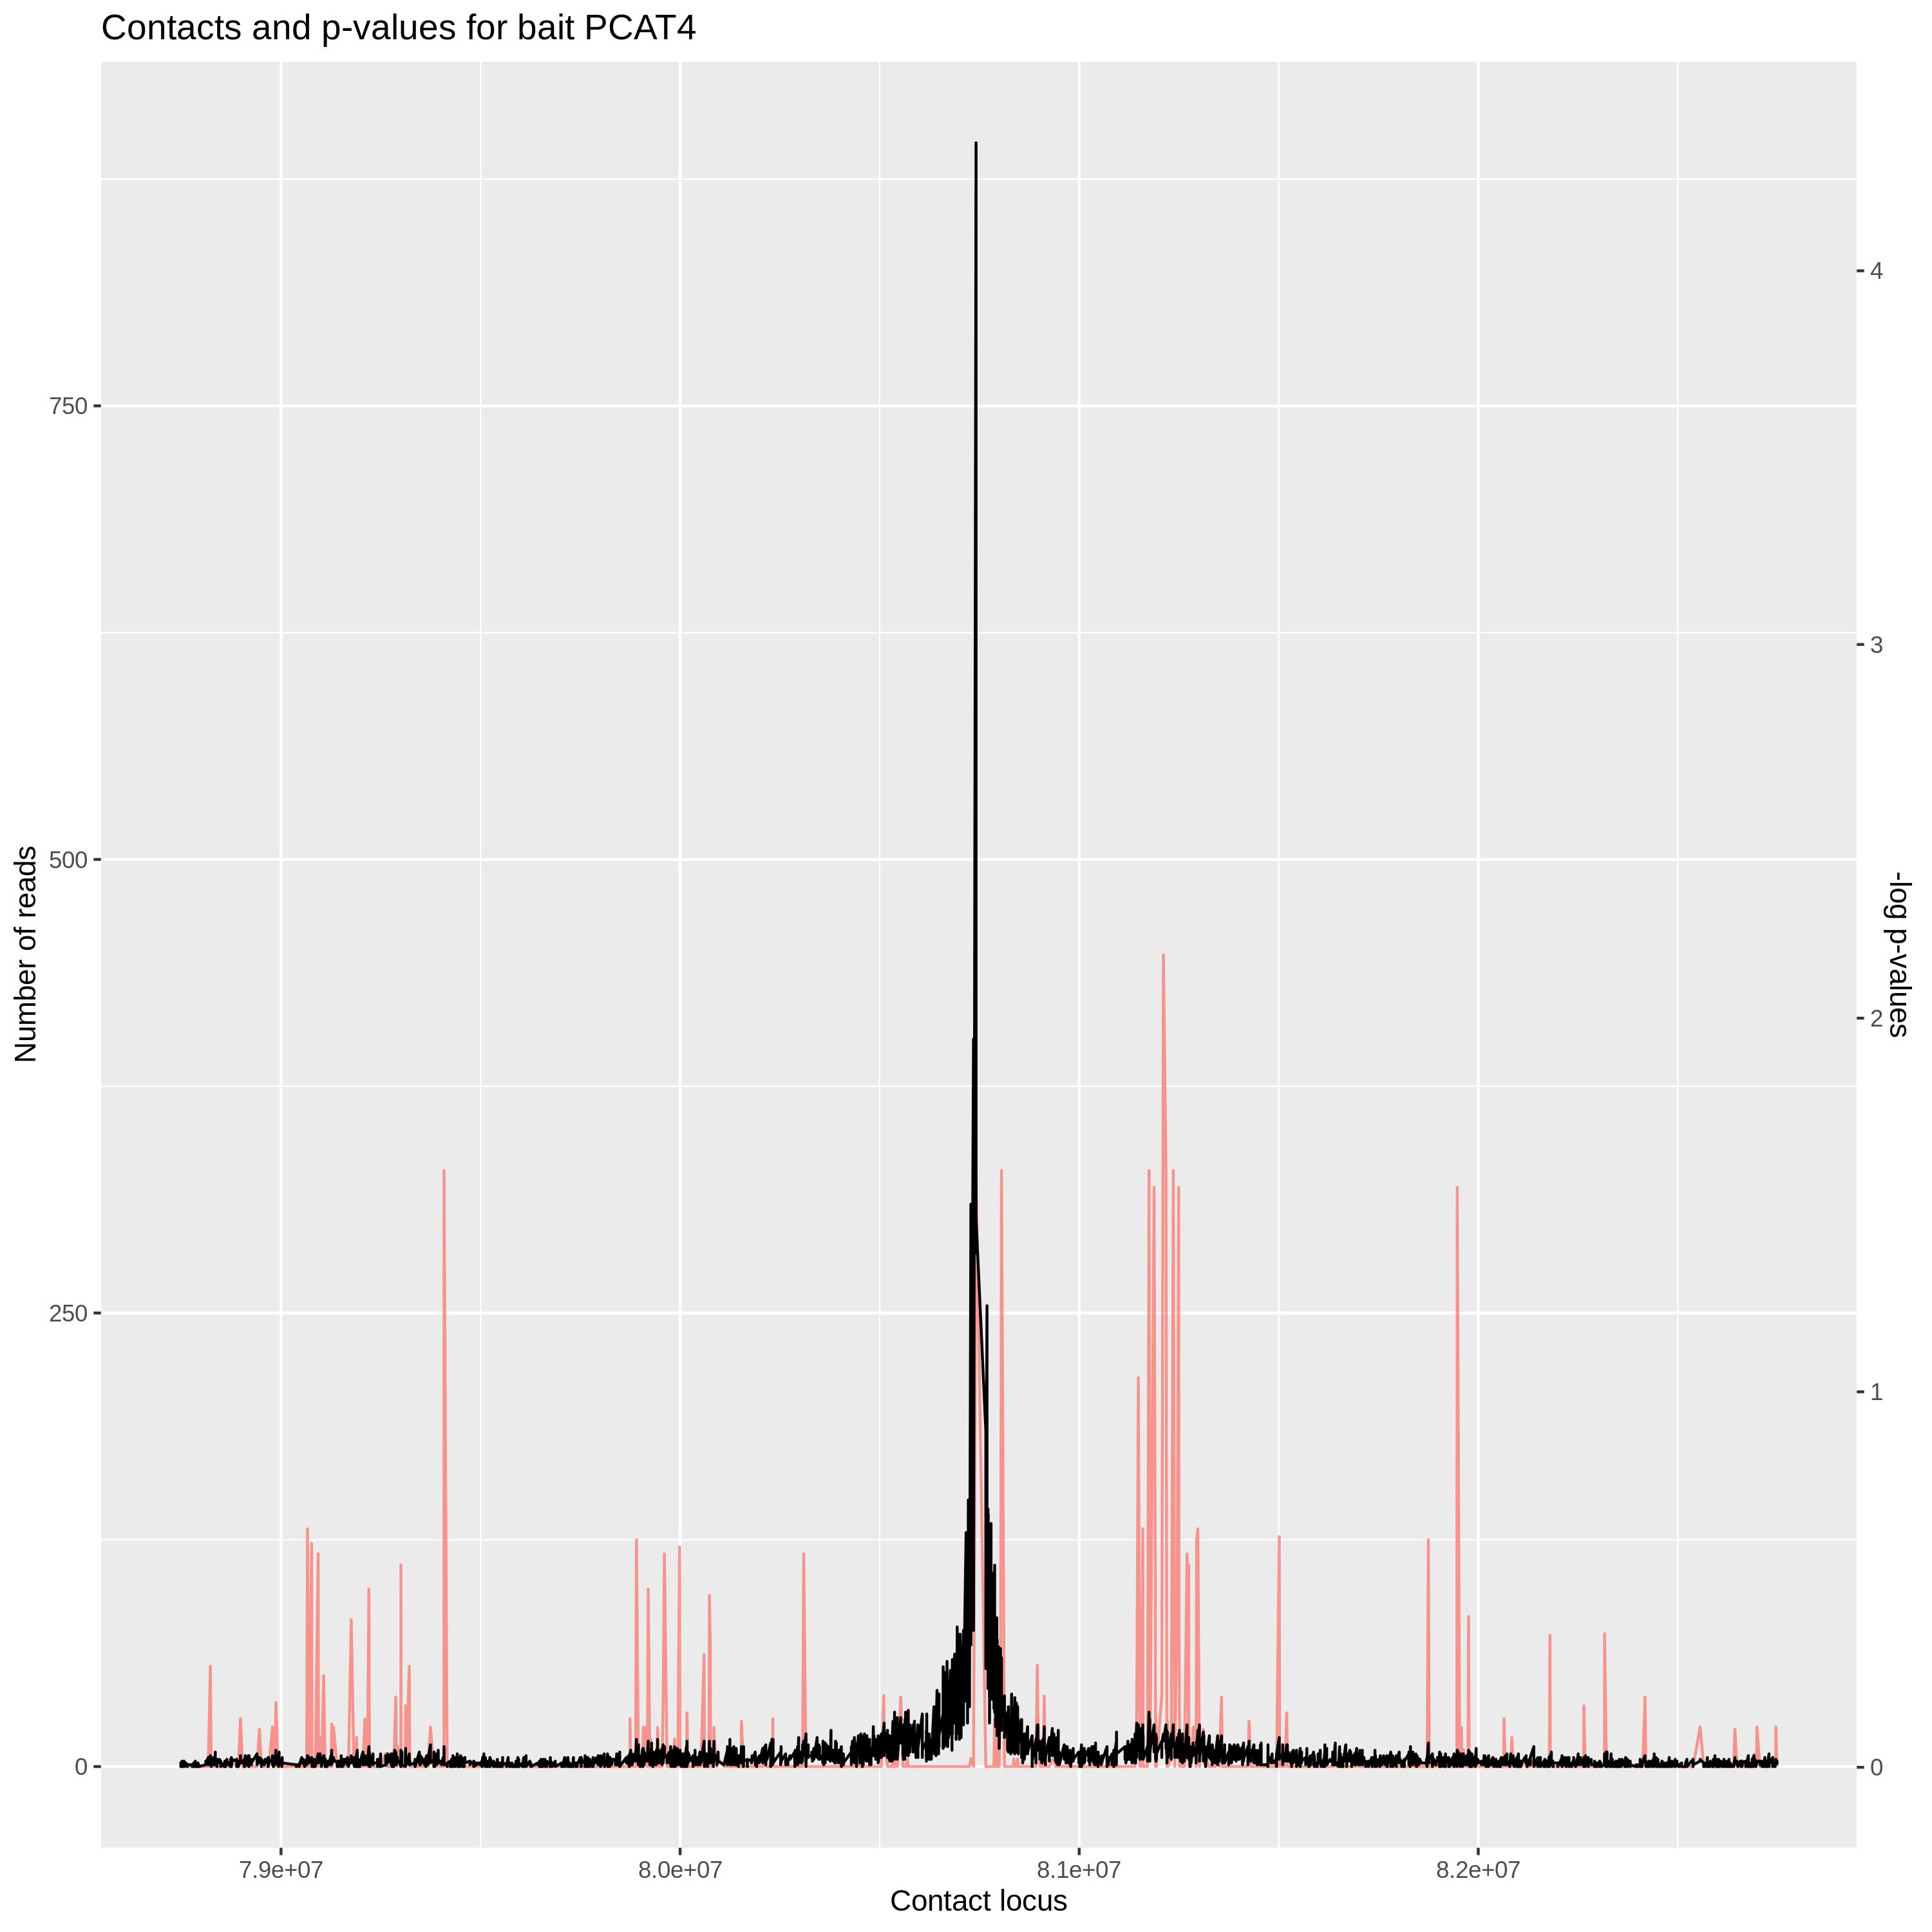 Contacts and p-values for bait PCAT4
750
500
250
0
Number of reads
4
3
2
1
0
-log p-values
7.9e+07
8.0e+07
8.1e+07
8.2e+07
Contact locus